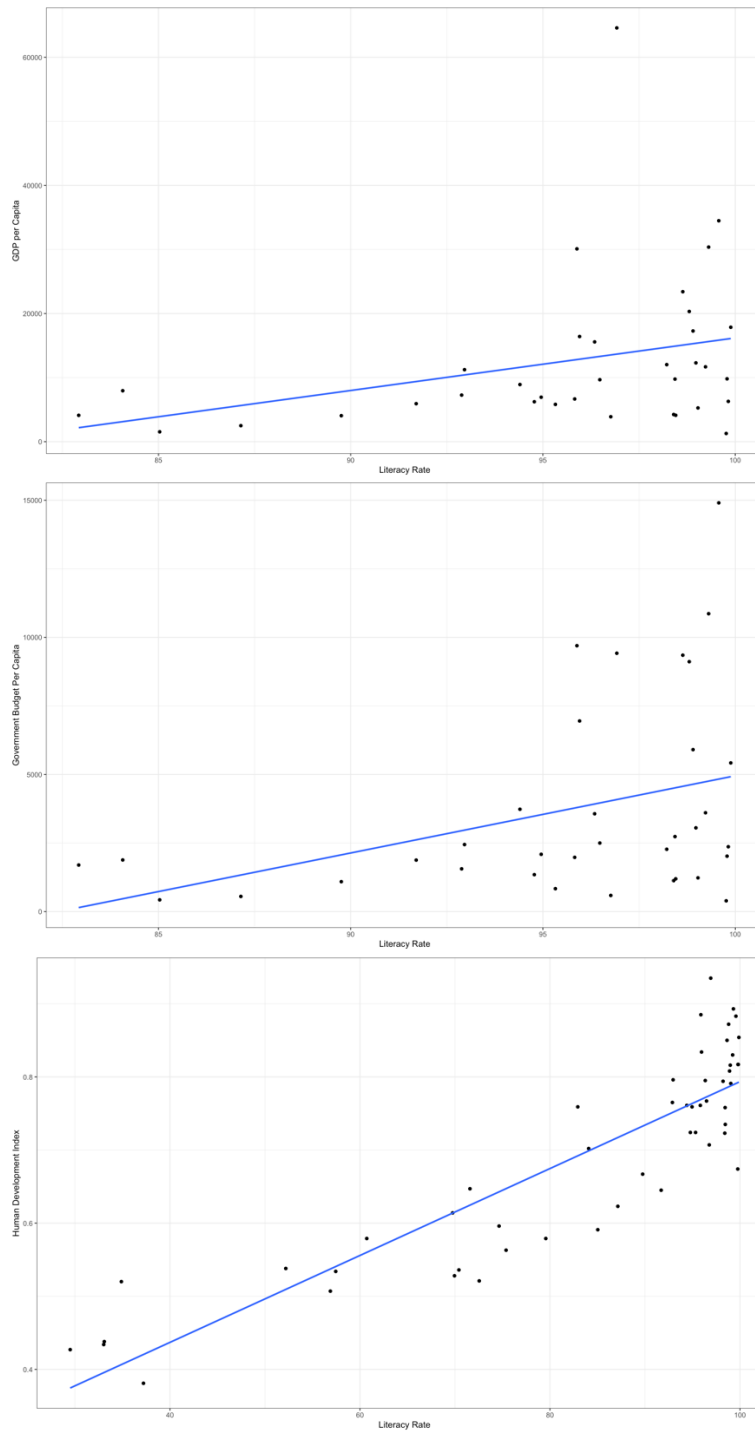 60000
40000
20000
0
GDP per Capita
85 90 95 100
Literacy Rate
15000
10000
5000
0
Government Budget Per Capita
85 90 95 100
Literacy Rate
0.8
0.6
0.4
Human Development Index
40 60 80 100
Literacy Rate